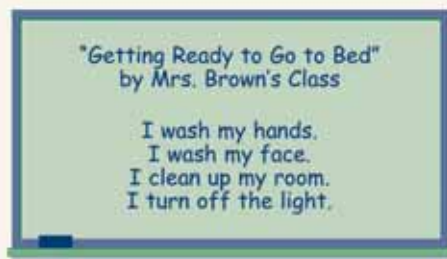 "Getting Ready to Go to Bed"
by Mrs. Brown's Class
I wash my hands.
I wash my face.
I clean up my room.
I turn off the light.